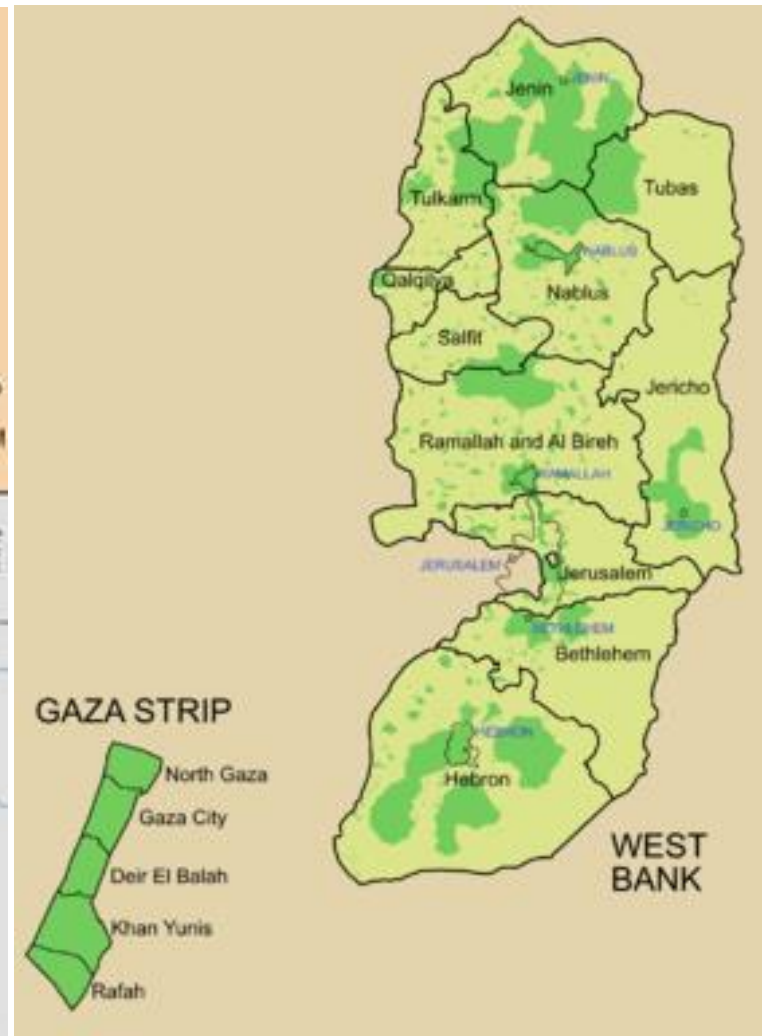 Jenin
JENIN
Tulkarm
Tubas
NABLUS
Nablus
Qalqilya
Salfit
Jericho
Ramallah and Al Bireh
RAMALLAH
JERICHO
JERUSALEM
Jerusalem
BETHLEHEM
Bethlehem
HEBRON
Hebron
GAZA STRIP
North Gaza
Gaza City
Deir El Balah
Khan Yunis
Rafah
WEST
BANK